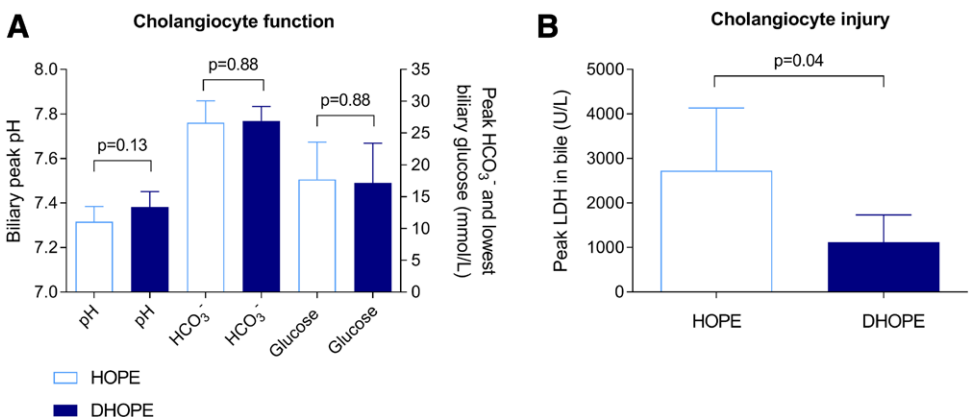 A
Cholangiocyte function
8.0
7.8
7.6
7.4
7.2
7.0
Biliary peak pH
p=0.13
p=0.88
p=0.88
35
30
25
20
15
10
5
0
Peak HCO₃⁻ and lowest
biliary glucose (mmol/L)
pH
pH
HCO₃⁻
HCO₃⁻
Glucose
Glucose
HOPE
DHOPE
B
Cholangiocyte injury
5000
4000
3000
2000
1000
0
Peak LDH in bile (U/L)
p=0.04
HOPE
DHOPE